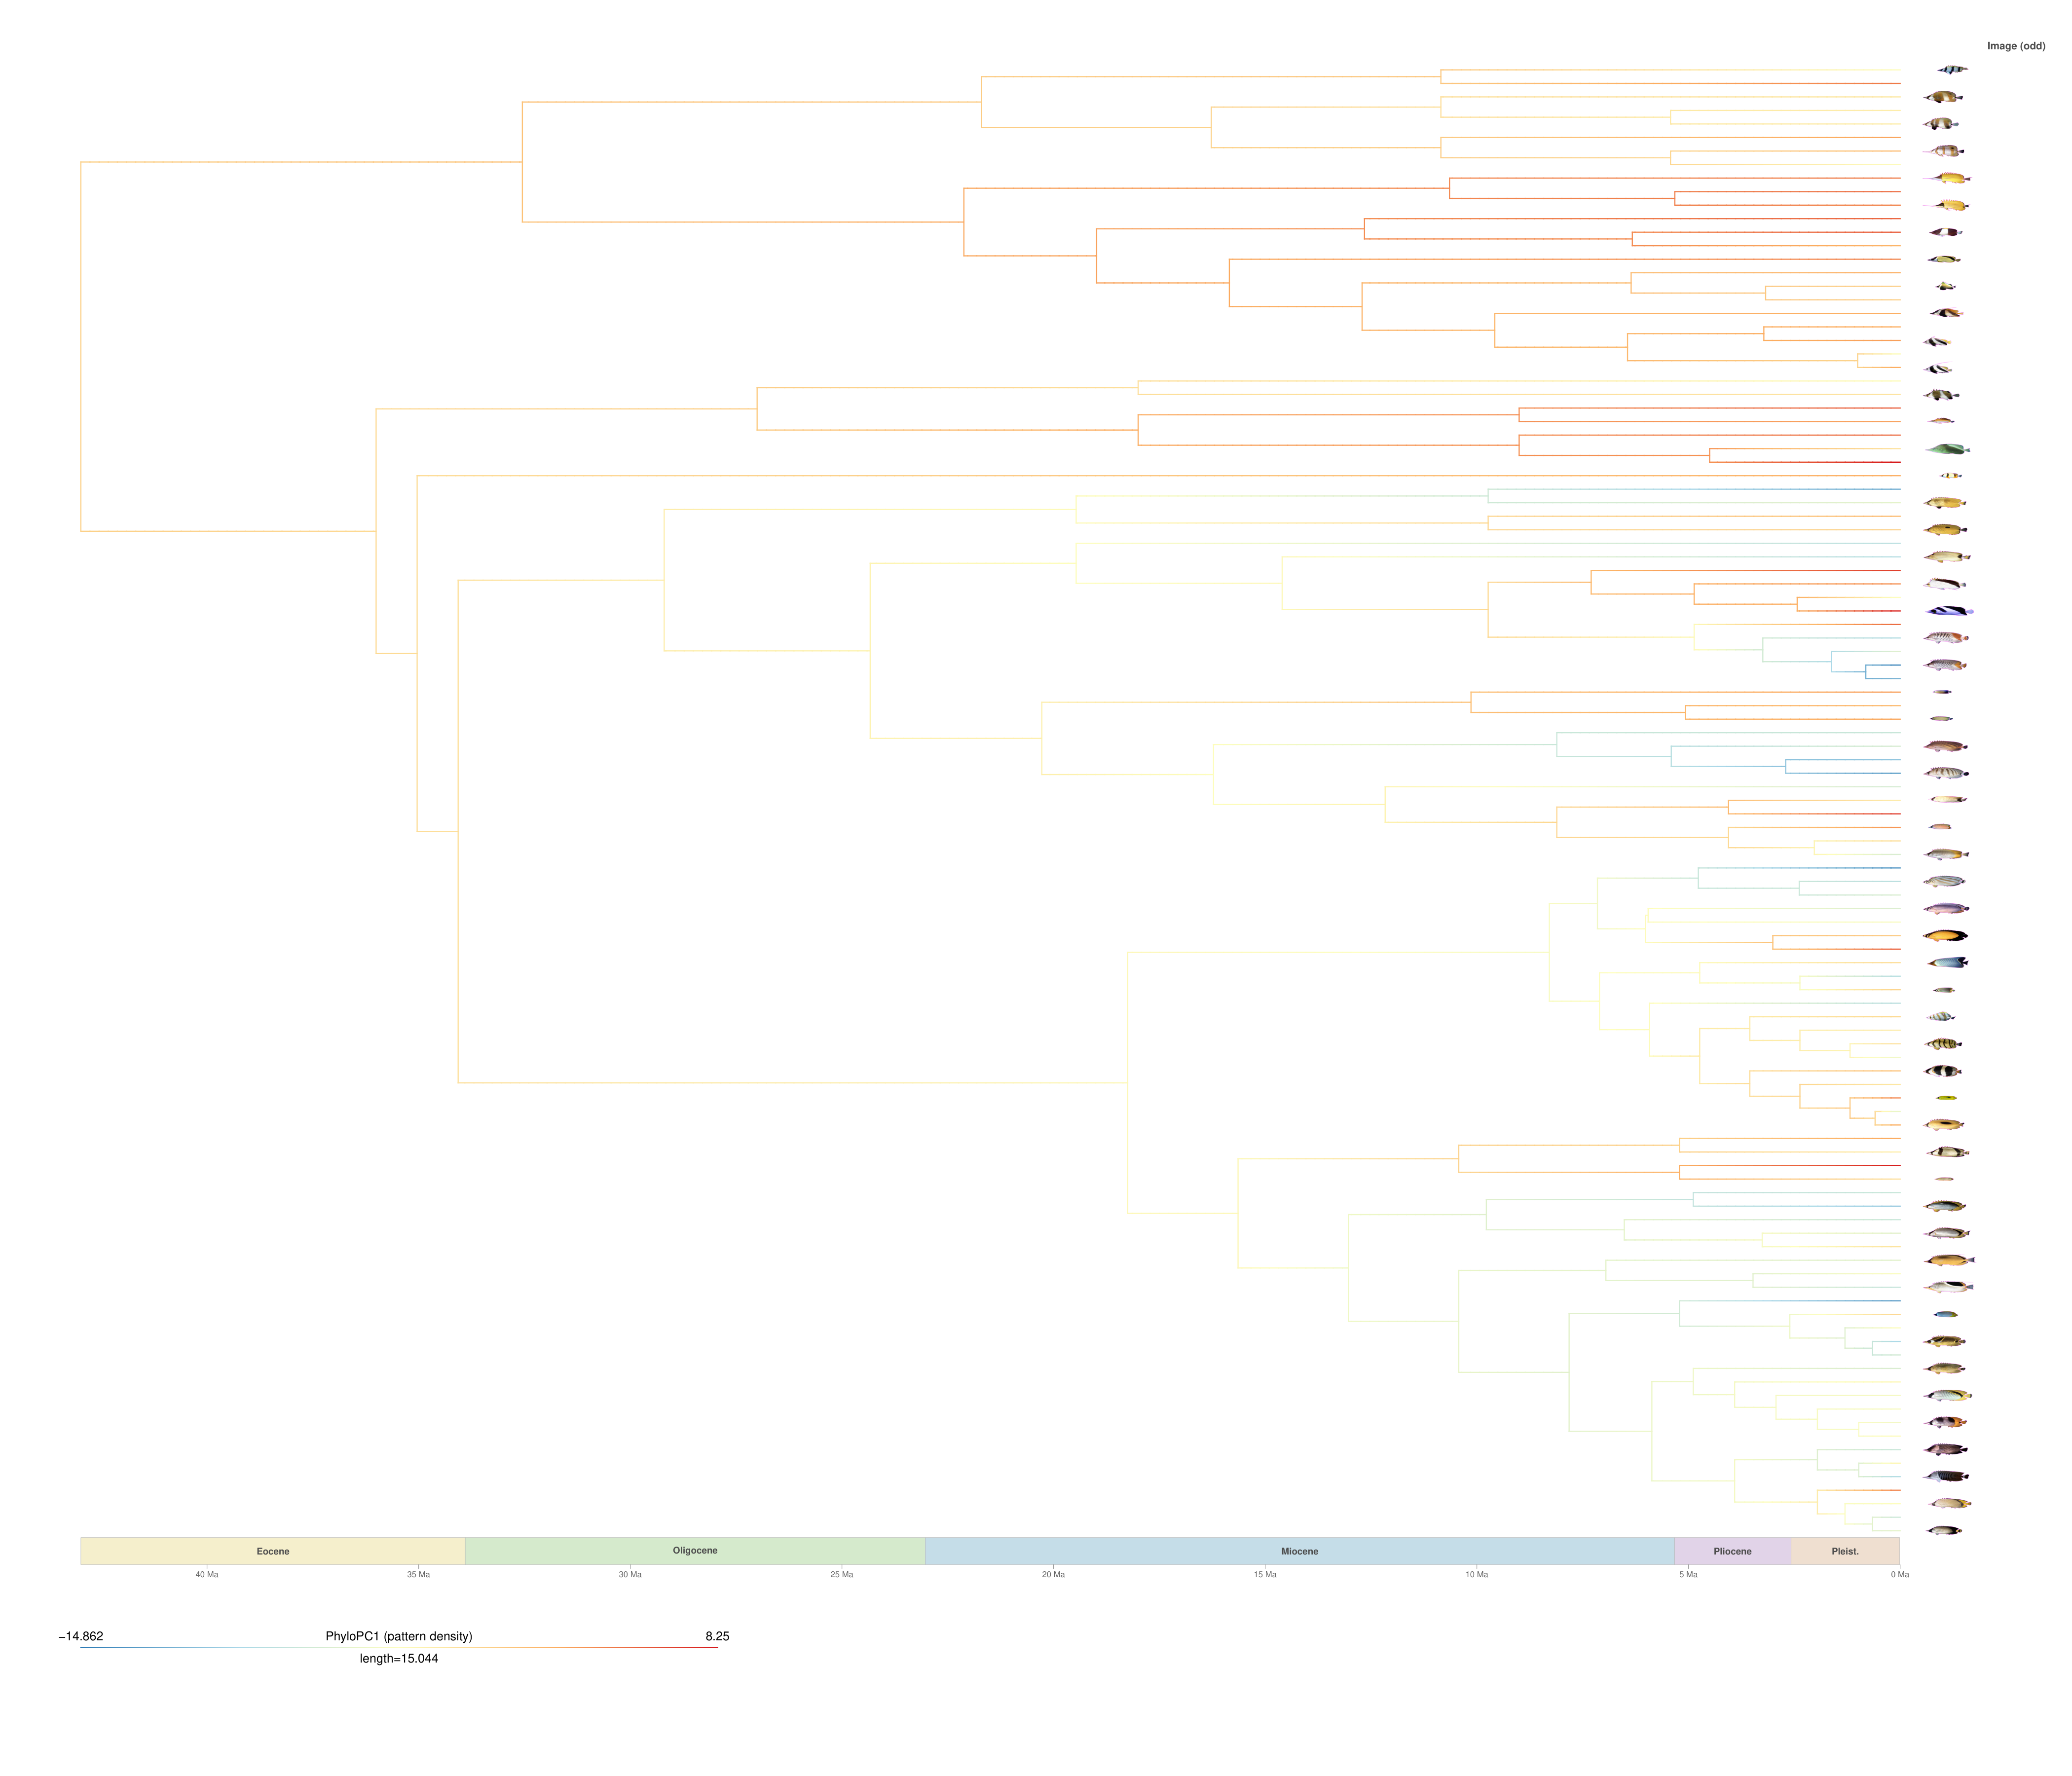 Image (odd)
Eocene Oligocene Miocene Pliocene Pleist.
40 Ma 35 Ma 30 Ma 25 Ma 20 Ma 15 Ma 10 Ma 5 Ma 0 Ma
−14.862 PhyloPC1 (pattern density) 8.25
length=15.044